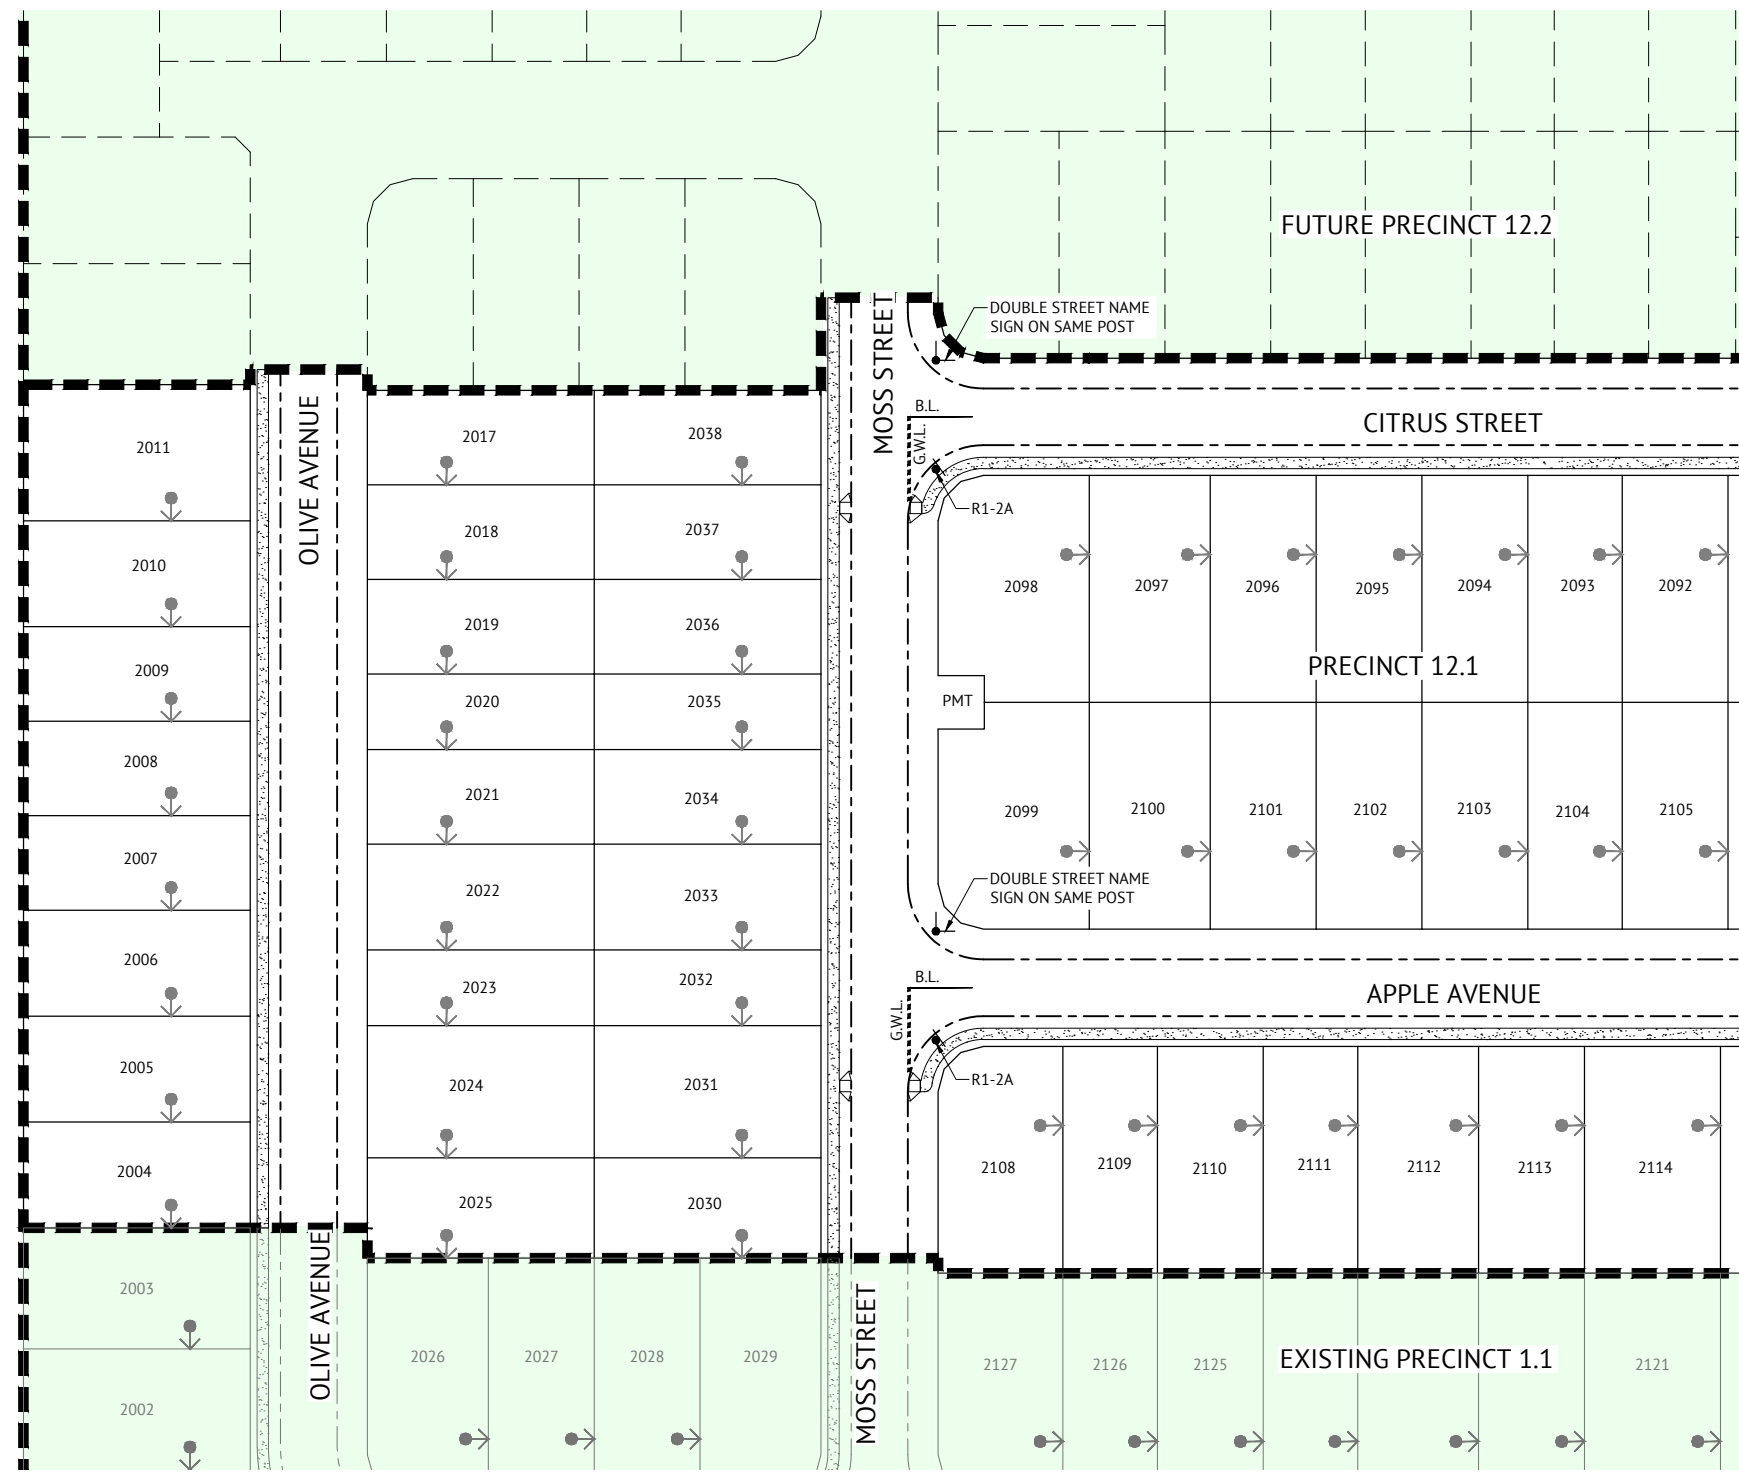 FUTURE PRECINCT 12.2
DOUBLE STREET NAME
SIGN ON SAME POST
MOSS STREET
B.L.
G.W.L.
CITRUS STREET
OLIVE AVENUE
2011
2017
2038
2018
2037
R1-2A
2010
2098
2097
2096
2095
2094
2093
2092
2019
2036
2009
PRECINCT 12.1
2020
2035
PMT
2008
2021
2034
2099
2100
2101
2102
2103
2104
2105
2007
2022
2033
DOUBLE STREET NAME
SIGN ON SAME POST
2006
2023
2032
B.L.
G.W.L.
APPLE AVENUE
2005
2024
2031
R1-2A
2004
2025
2030
2108
2109
2110
2111
2112
2113
2114
OLIVE AVENUE
MOSS STREET
2003
2026
2027
2028
2029
2127
2126
2125
EXISTING PRECINCT 1.1
2121
2002